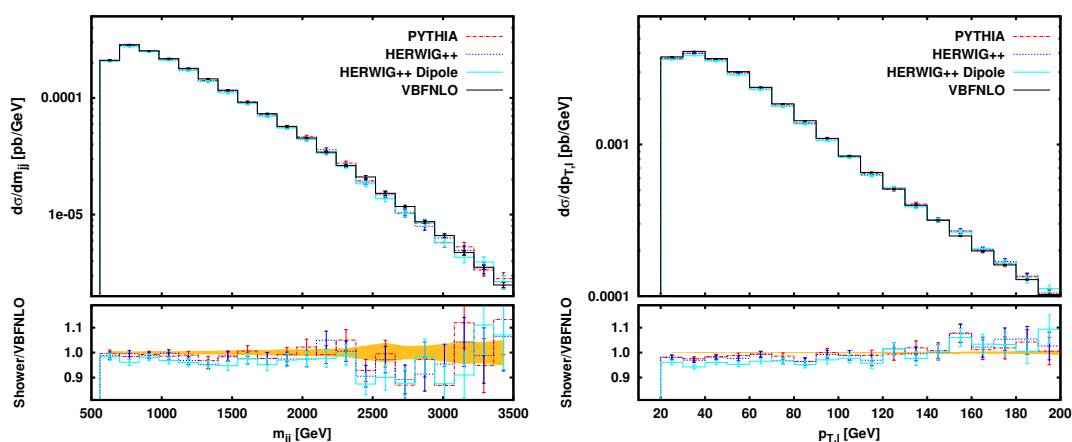 dσ/dm_jj [pb/GeV]
0.0001
1e-05
PYTHIA
HERWIG++
HERWIG++ Dipole
VBFNLO
Shower/VBFNLO
1.1
1.0
0.9
500 1000 1500 2000 2500 3000 3500
m_jj [GeV]
dσ/dp_T,l [pb/GeV]
0.001
0.0001
PYTHIA
HERWIG++
HERWIG++ Dipole
VBFNLO
Shower/VBFNLO
1.1
1.0
0.9
20 40 60 80 100 120 140 160 180 200
p_T,l [GeV]